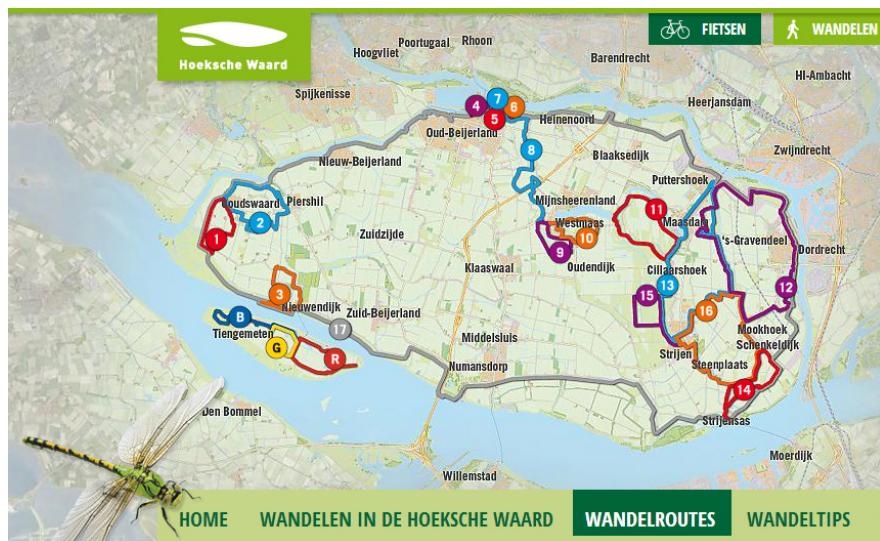 FIETSEN
WANDELEN
Hoeksche Waard
Poortugaal
Rhoon
Hoogvliet
Barendrecht
HI-Ambacht
Spijkenisse
Heerjansdam
4
7
6
5
Heinenoord
Oud-Beijerland
8
Zwijndrecht
Nieuw-Beijerland
Blaaksedijk
Puttershoek
Goudswaard
Piershil
Mijnsheerenland
2
11
1
Westmaas
Maasdam
Zuidzijde
10
's-Gravendeel
Dordrecht
9
Klaaswaal
Oudendijk
Cillaarshoek
13
12
3
15
Nieuwendijk
16
B
Zuid-Beijerland
17
Mookhoek
Tiengemeten
Middelsluis
Schenkeldijk
G
R
Strijen
Numansdorp
Steenplaats
14
Den Bommel
Strijensas
Moerdijk
Willemstad
HOME
WANDELEN IN DE HOEKSCHE WAARD
WANDELROUTES
WANDELTIPS